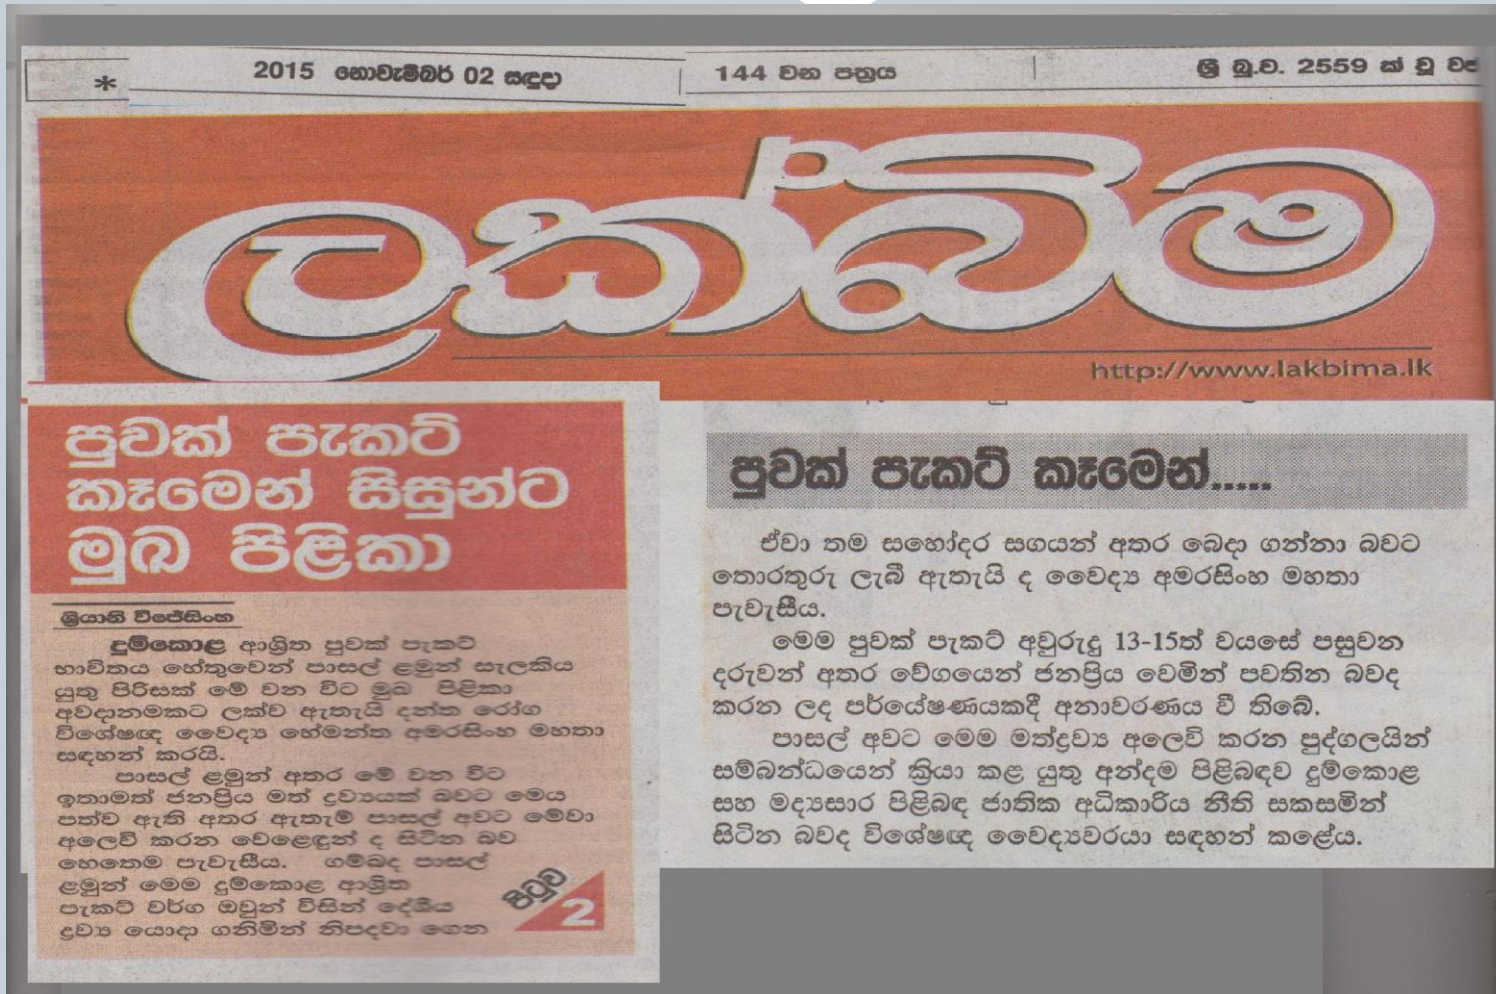 * 2015 නොවැම්බර් 02 සඳුදා 144 වන පත්‍රය ශ්‍රී බු.ව. 2559 ක් වූ
ලක්බිම
http://www.lakbima.lk
පුවක් පැකට්
කෑමෙන් සිසුන්ට
මුඛ පිළිකා
ශ්‍රියානි විජේසිංහ
දුම්කොළ ආශ්‍රිත පුවක් පැකට්
භාවිතය හේතුවෙන් පාසල් ළමුන් සැලකිය
යුතු පිරිසක් මේ වන විට මුඛ පිළිකා
අවදානමකට ලක්ව ඇතැයි දන්ත රෝග
විශේෂඥ වෛද්‍ය හේමන්ත අමරසිංහ මහතා
සඳහන් කරයි.
පාසල් ළමුන් අතර මේ වන විට
ඉතාමත් ජනප්‍රිය මත් ද්‍රව්‍යයක් බවට මෙය
පත්ව ඇති අතර ඇතැම් පාසල් අවට මේවා
අලෙවි කරන වෙළෙඳුන් ද සිටින බව
හෙතෙම පැවැසීය. ගම්බද පාසල්
ළමුන් මෙම දුම්කොළ ආශ්‍රිත
පැකට් වර්ග ඔවුන් විසින් දේශීය
ද්‍රව්‍ය යොදා ගනිමින් නිපදවා ගෙන
පිටුව
2
පුවක් පැකට් කෑමෙන්.....
ඒවා තම සහෝදර සගයන් අතර බෙදා ගන්නා බවට
තොරතුරු ලැබී ඇතැයි ද වෛද්‍ය අමරසිංහ මහතා
පැවැසීය.
මෙම පුවක් පැකට් අවුරුදු 13-15ත් වයසේ පසුවන
දරුවන් අතර වේගයෙන් ජනප්‍රිය වෙමින් පවතින බවද
කරන ලද පර්යේෂණයකදී අනාවරණය වී තිබේ.
පාසල් අවට මෙම මත්ද්‍රව්‍ය අලෙවි කරන පුද්ගලයින්
සම්බන්ධයෙන් ක්‍රියා කළ යුතු අන්දම පිළිබඳව දුම්කොළ
සහ මද්‍යසාර පිළිබඳ ජාතික අධිකාරිය නීති සකසමින්
සිටින බවද විශේෂඥ වෛද්‍යවරයා සඳහන් කළේය.